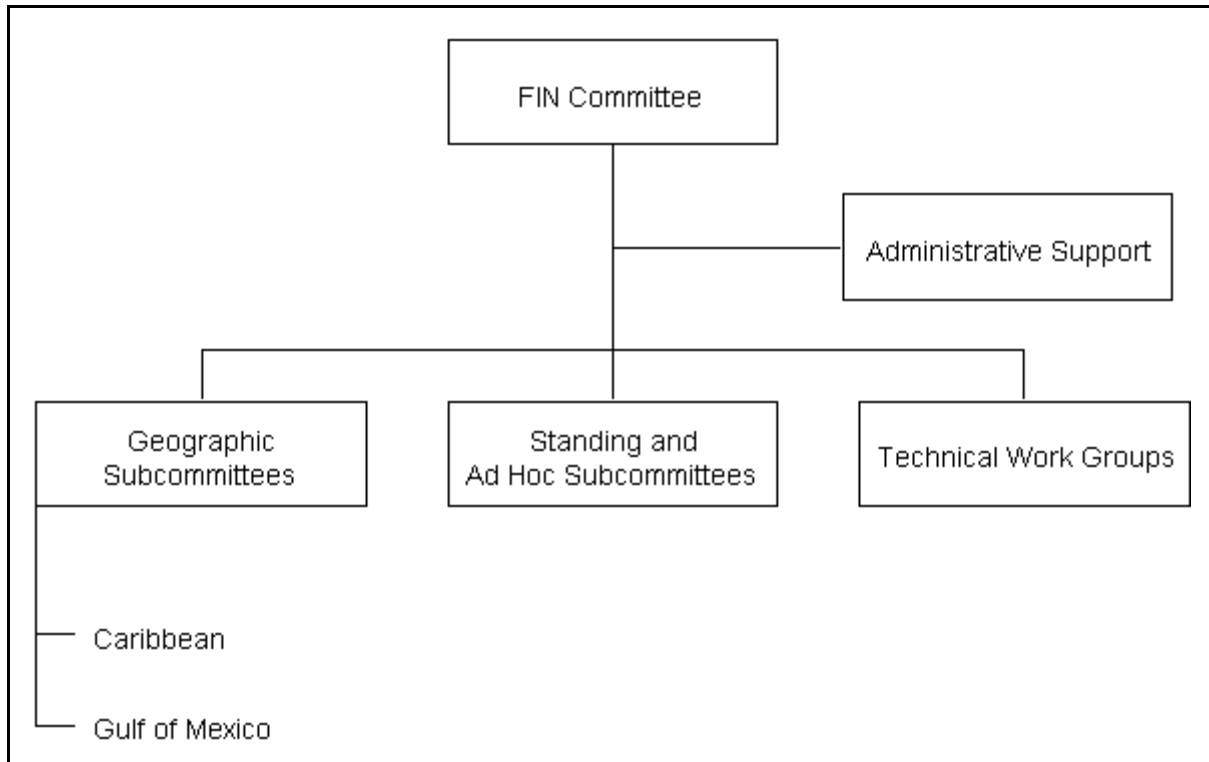 FIN Committee
Administrative Support
Geographic
Subcommittees
Standing and
Ad Hoc Subcommittees
Technical Work Groups
Caribbean
Gulf of Mexico